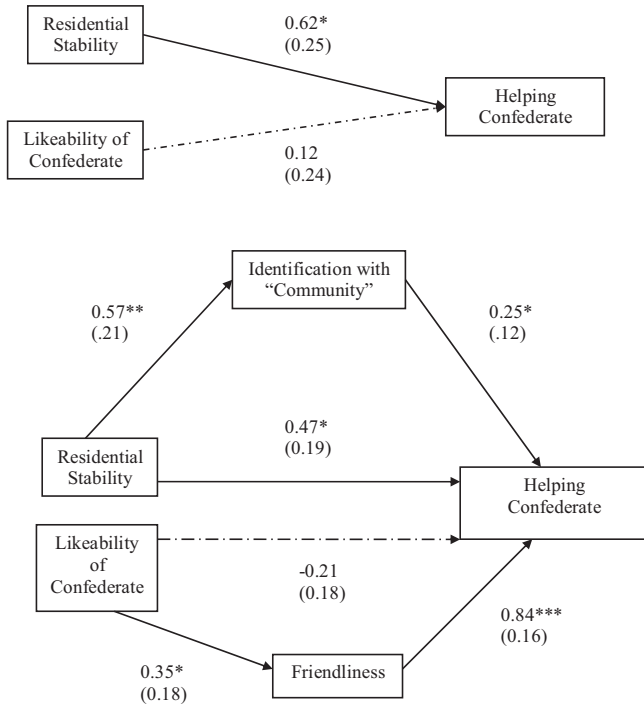 Residential
Stability
0.62*
(0.25)
Helping
Confederate
Likeability of
Confederate
0.12
(0.24)
Identification with
“Community”
0.57**
(.21)
0.25*
(.12)
0.47*
(0.19)
Residential
Stability
Helping
Confederate
Likeability
of
Confederate
-0.21
(0.18)
0.84***
(0.16)
0.35*
(0.18)
Friendliness